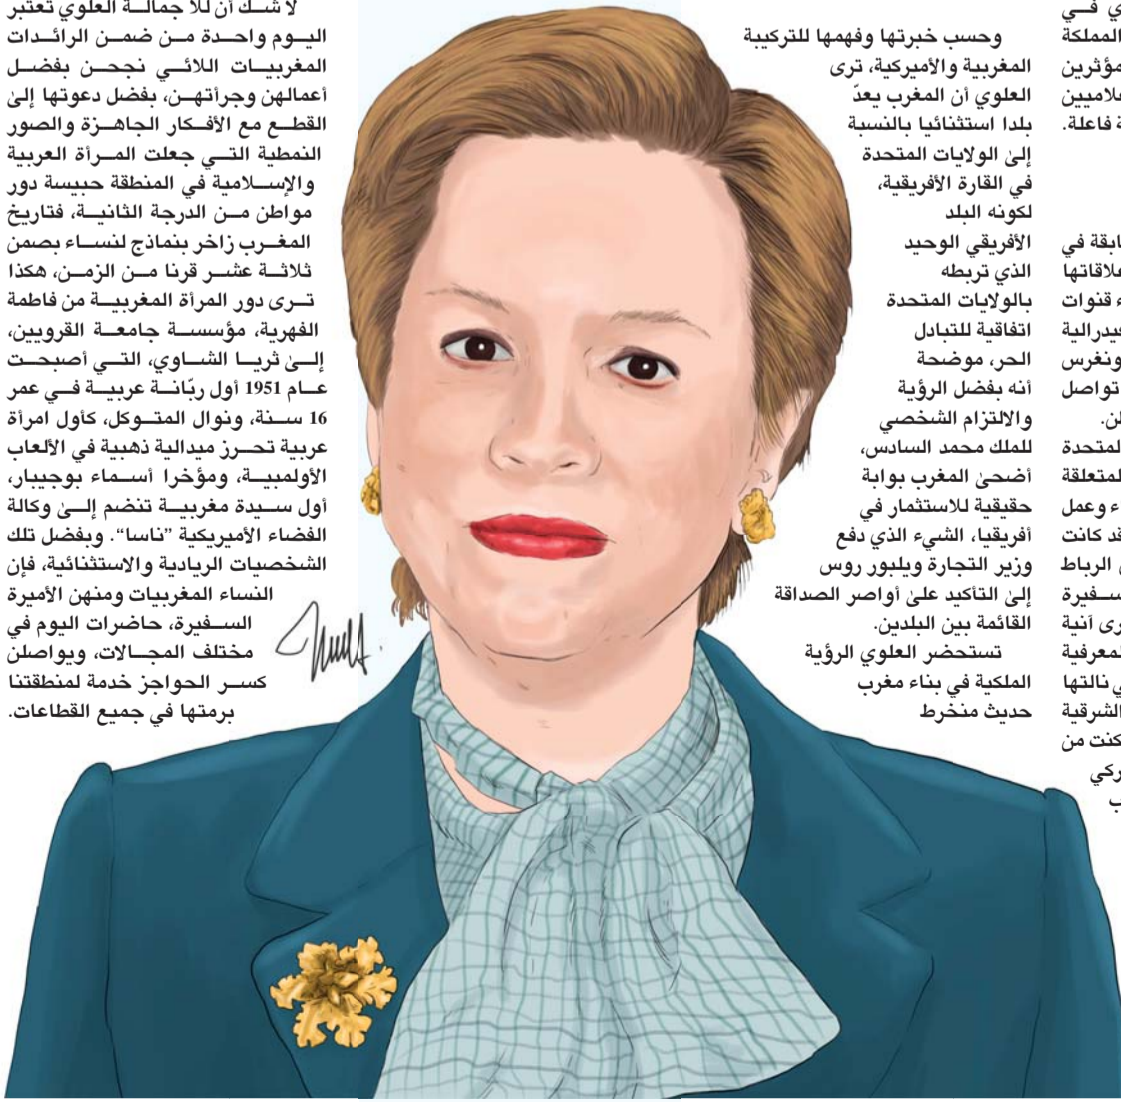 ي في
المملكة
مؤثرين
علاميين
ة فاعلة.
ابقة في
علاقاتها
ء قنوات
فيدرالية
ونغرس
تواصل
لن.
لمتحدة
لمتعلقة
اء وعمل
قد كانت
الرباط
سفيرة
رى آنية
لمعرفية
ي نالتها
الشرقية
كنت من
ركي
ب
وحسب خبرتها وفهمها للتركيبة
المغربية والأميركية، ترى
العلوي أن المغرب يعدّ
بلدا استثنائيا بالنسبة
إلى الولايات المتحدة
في القارة الأفريقية،
لكونه البلد
الأفريقي الوحيد
الذي تربطه
بالولايات المتحدة
اتفاقية للتبادل
الحر، موضحة
أنه بفضل الرؤية
والالتزام الشخصي
للملك محمد السادس،
أضحى المغرب بوابة
حقيقية للاستثمار في
أفريقيا، الشيء الذي دفع
وزير التجارة ويلبور روس
إلى التأكيد على أواصر الصداقة
القائمة بين البلدين.
تستحضر العلوي الرؤية
الملكية في بناء مغرب
حديث منخرط
لا شك أن للا جمالة العلوي تعتبر
اليوم واحدة من ضمن الرائدات
المغربيات اللائي نجحن بفضل
أعمالهن وجرأتهن، بفضل دعوتها إلى
القطع مع الأفكار الجاهزة والصور
النمطية التي جعلت المرأة العربية
والإسلامية في المنطقة حبيسة دور
مواطن من الدرجة الثانية، فتاريخ
المغرب زاخر بنماذج لنساء بصمن
ثلاثة عشر قرنا من الزمن، هكذا
ترى دور المرأة المغربية من فاطمة
الفهرية، مؤسسة جامعة القرويين،
إلى ثريا الشاوي، التي أصبحت
عام 1951 أول ربّانة عربية في عمر
16 سنة، ونوال المتوكل، كأول امرأة
عربية تحرز ميدالية ذهبية في الألعاب
الأولمبية، ومؤخرا أسماء بوجيبار،
أول سيدة مغربية تنضم إلى وكالة
الفضاء الأميريكية “ناسا“. وبفضل تلك
الشخصيات الريادية والاستثنائية، فإن
النساء المغربيات ومنهن الأميرة
السفيرة، حاضرات اليوم في
مختلف المجالات، ويواصلن
كسر الحواجز خدمة لمنطقتنا
برمتها في جميع القطاعات.